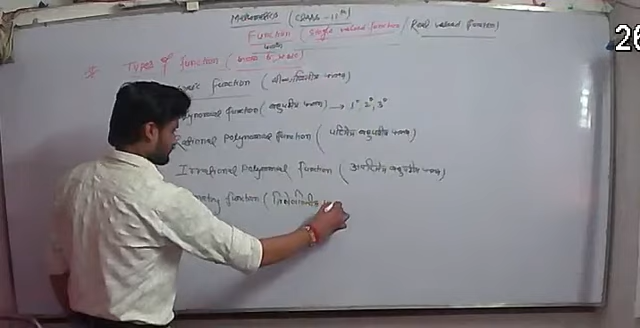 Mathematics (CLASS-11th)
Function (Single valued function / Real valued function)
Types of function (
Function (बीजगणितीय फलन)
Polynomial function (बहुपदीय फलन) → 1°, 2°, 3°
Rational Polynomial function (परिमेय बहुपदीय फलन)
Irrational Polynomial function (अपरिमेय बहुपदीय फलन)
function (त्रिकोणमितीय
26